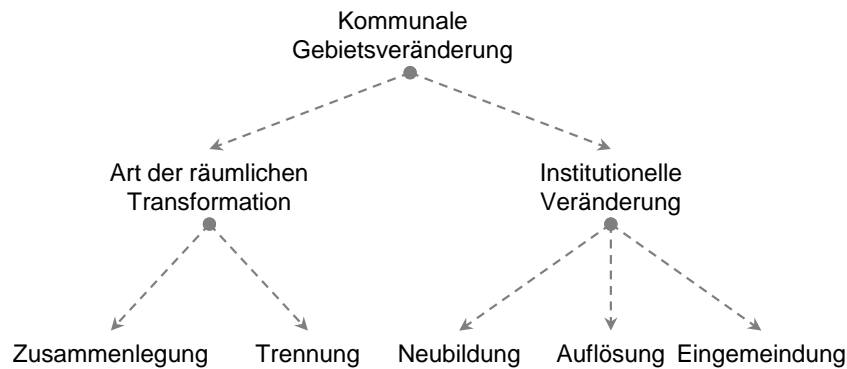 Kommunale
Gebietsveränderung
Art der räumlichen
Transformation
Institutionelle
Veränderung
Zusammenlegung
Trennung
Neubildung
Auflösung
Eingemeindung